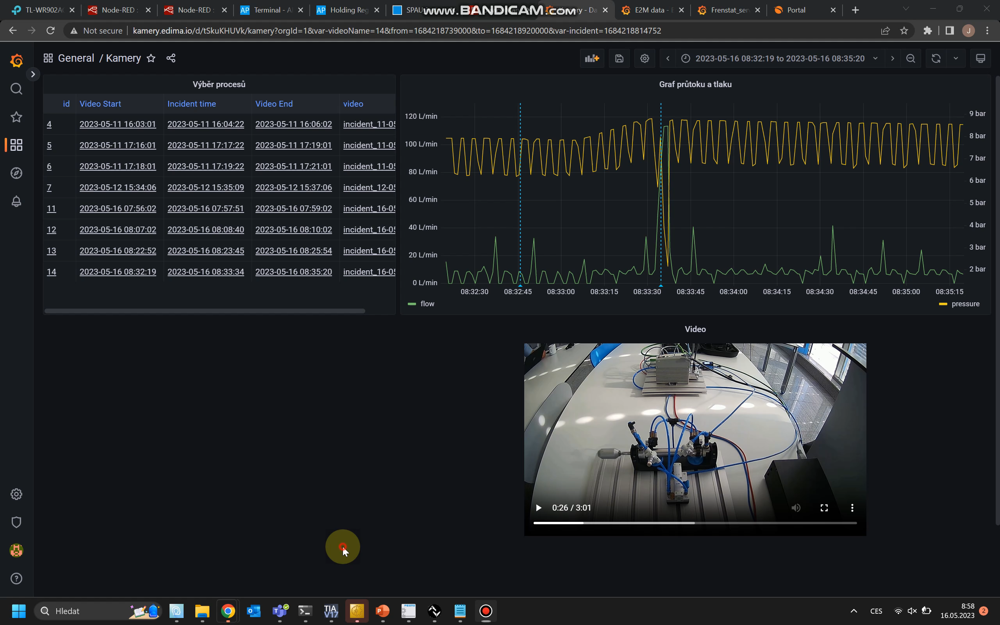 TL-WR902A
Node-RED :
Node-RED :
Terminal - A
Holding Reg
SPAU
www.BANDICAM.com
Kamery - Da
E2M data - E
Frenstat_ser
Portal
Not secure
kamery.edima.io/d/tSkuKHUVk/kamery?orgId=1&var-videoName=14&from=1684218739000&to=1684218920000&var-incident=1684218814752
J
General / Kamery
2023-05-16 08:32:19 to 2023-05-16 08:35:20
Výběr procesů
id Video Start Incident time Video End video
4 2023-05-11 16:03:01 2023-05-11 16:04:22 2023-05-11 16:06:02 incident_11-05
5 2023-05-11 17:16:01 2023-05-11 17:17:22 2023-05-11 17:19:01 incident_11-05
6 2023-05-11 17:18:01 2023-05-11 17:19:22 2023-05-11 17:21:01 incident_11-05
7 2023-05-12 15:34:06 2023-05-12 15:35:09 2023-05-12 15:37:06 incident_12-05
11 2023-05-16 07:56:02 2023-05-16 07:57:51 2023-05-16 07:59:02 incident_16-05
12 2023-05-16 08:07:02 2023-05-16 08:08:40 2023-05-16 08:10:02 incident_16-05
13 2023-05-16 08:22:52 2023-05-16 08:23:45 2023-05-16 08:25:54 incident_16-05
14 2023-05-16 08:32:19 2023-05-16 08:33:34 2023-05-16 08:35:20 incident_16-05
Graf průtoku a tlaku
120 L/min
100 L/min
80 L/min
60 L/min
40 L/min
20 L/min
0 L/min
9 bar
8 bar
7 bar
6 bar
5 bar
4 bar
3 bar
2 bar
08:32:30 08:32:45 08:33:00 08:33:15 08:33:30 08:33:45 08:34:00 08:34:15 08:34:30 08:34:45 08:35:00 08:35:15
flow
pressure
Video
0:26 / 3:01
Hledat
TIA
V17
FESTO
CES
8:58
16.05.2023
2